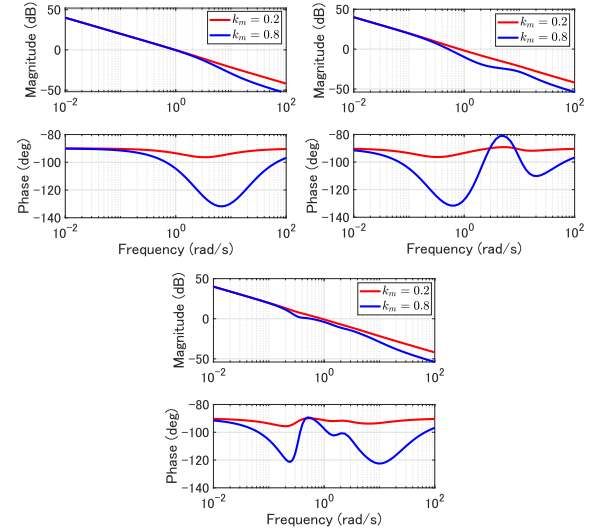 Magnitude (dB)
50
0
-50
10^-2
10^0
10^2
k_m = 0.2
k_m = 0.8
Phase (deg)
-80
-100
-120
-140
10^-2
10^0
10^2
Frequency (rad/s)
Magnitude (dB)
50
0
-50
10^-2
10^0
10^2
k_m = 0.2
k_m = 0.8
Phase (deg)
-80
-100
-120
-140
10^-2
10^0
10^2
Frequency (rad/s)
Magnitude (dB)
50
0
-50
10^-2
10^0
10^2
k_m = 0.2
k_m = 0.8
Phase (deg)
-80
-100
-120
-140
10^-2
10^0
10^2
Frequency (rad/s)